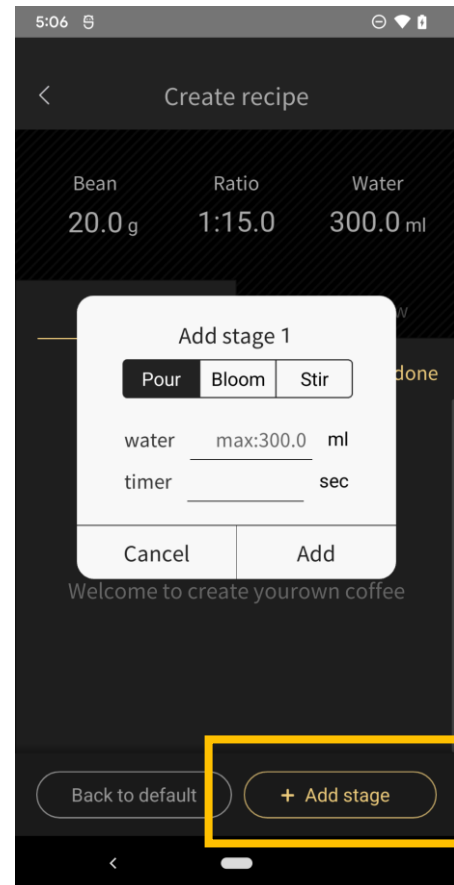 5:06
Create recipe
Bean Ratio Water
20.0 g 1:15.0 300.0 ml
w
Add stage 1
Pour Bloom Stir
done
water max:300.0 ml
timer sec
Cancel Add
Welcome to create yourown coffee
Back to default + Add stage